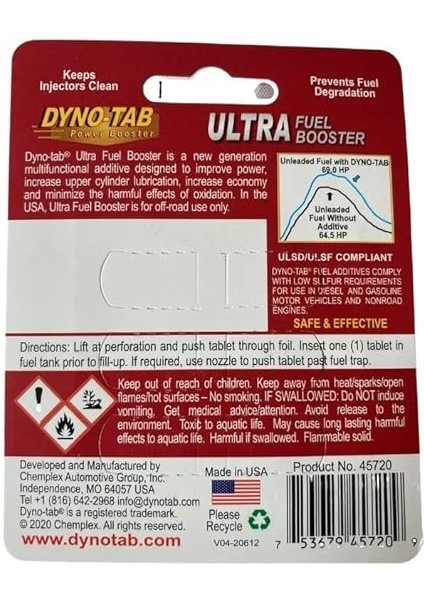 Keeps
Injectors Clean
Prevents Fuel
Degradation
DYNO-TAB
Power Booster
ULTRA FUEL
BOOSTER
Dyno-tab® Ultra Fuel Booster is a new generation
multifunctional additive designed to improve power,
increase upper cylinder lubrication, increase economy
and minimize the harmful effects of oxidation. In the
USA, Ultra Fuel Booster is for off-road use only.
Unleaded Fuel with DYNO-TAB
69.0 HP
Unleaded
Fuel Without
Additive
64.5 HP
ULSD/ULSF COMPLIANT
DYNO-TAB® FUEL ADDITIVES COMPLY
WITH LOW SULFUR REQUIREMENTS
FOR USE IN DIESEL AND GASOLINE
MOTOR VEHICLES AND NONROAD
ENGINES.
SAFE & EFFECTIVE
Directions: Lift at perforation and push tablet through foil. Insert one (1) tablet in
fuel tank prior to fill-up. If required, use nozzle to push tablet past fuel trap.
Keep out of reach of children. Keep away from heat/sparks/open
flames/hot surfaces – No smoking. IF SWALLOWED: Do NOT induce
vomiting. Get medical advice/attention. Avoid release to the
environment. Toxic to aquatic life. May cause long lasting harmful
effects to aquatic life. Harmful if swallowed. Flammable solid.
Developed and Manufactured by
Chemplex Automotive Group, Inc.
Independence, MO 64057 USA
Tel +1 (816) 642-2968 info@dynotab.com
Dyno-tab® is a registered trademark.
© 2020 Chemplex. All rights reserved.
www.dynotab.com
Made in USA
Please
Recycle
V04-20612
Product No. 45720
7 53679 45720 9